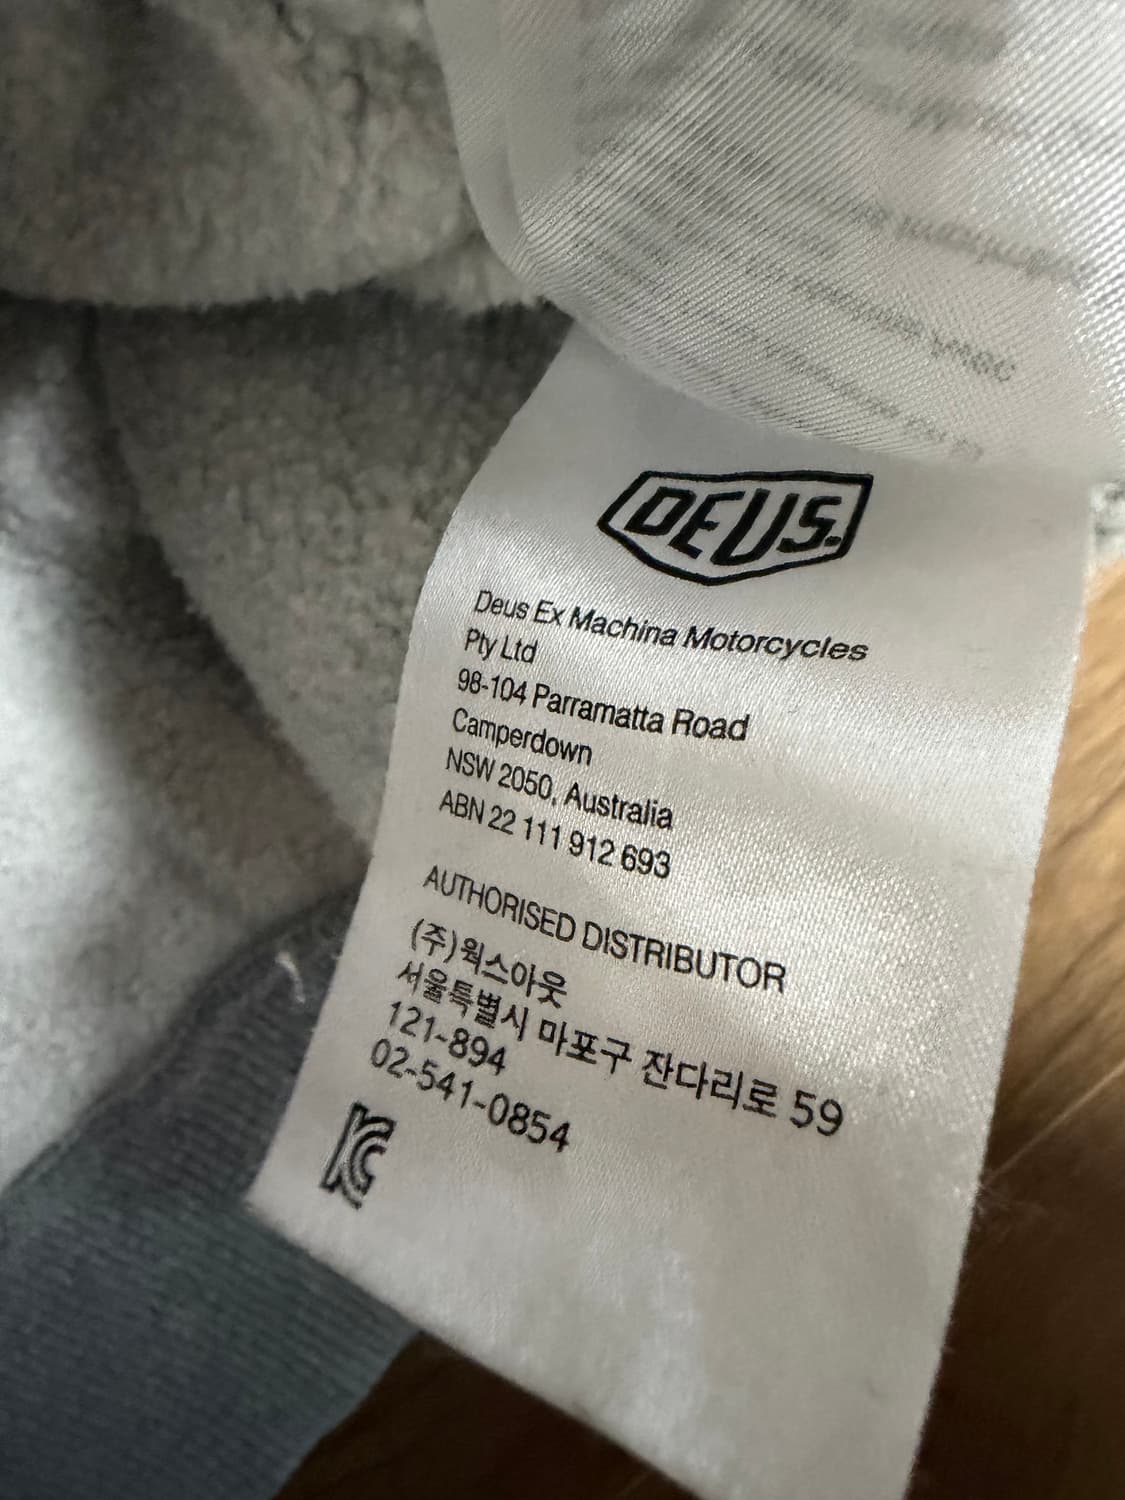 DEUS.
Deus Ex Machina Motorcycles
Pty Ltd
98-104 Parramatta Road
Camperdown
NSW 2050, Australia
ABN 22 111 912 693
AUTHORISED DISTRIBUTOR
(주)웍스아웃
서울특별시 마포구 잔다리로 59
121-894
02-541-0854
KC